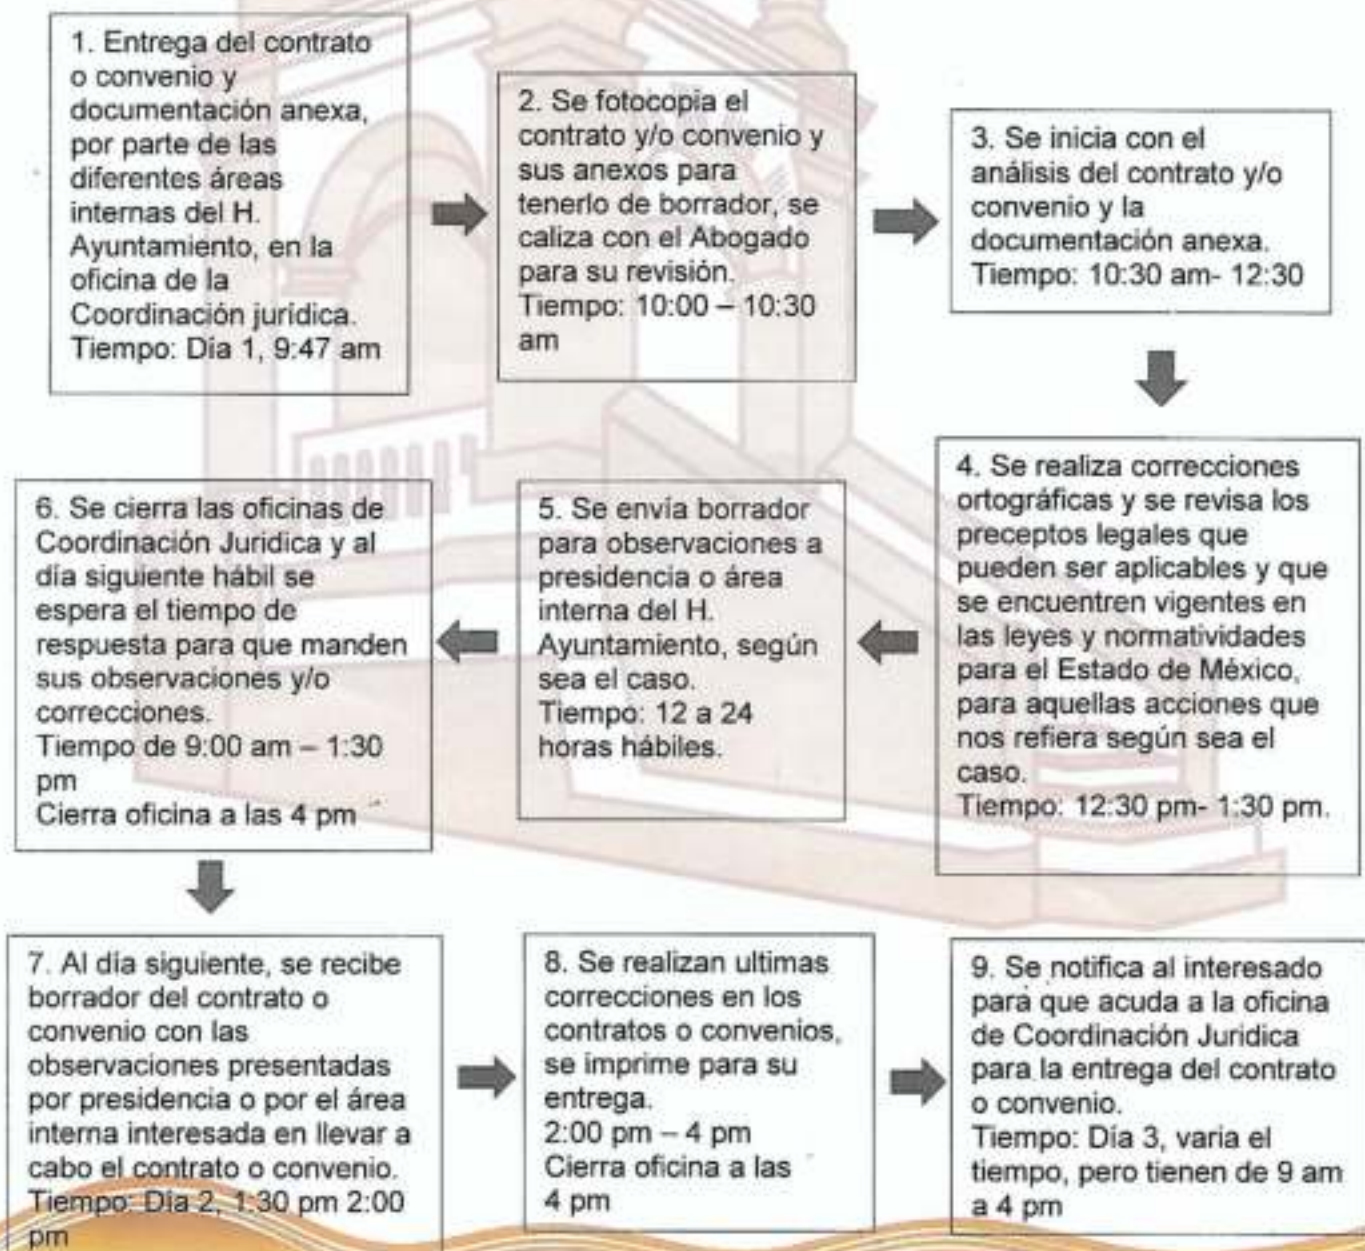 1. Entrega del contrato
o convenio y
documentación anexa,
por parte de las
diferentes áreas
internas del H.
Ayuntamiento, en la
oficina de la
Coordinación jurídica.
Tiempo: Día 1, 9:47 am
2. Se fotocopia el
contrato y/o convenio y
sus anexos para
tenerlo de borrador, se
caliza con el Abogado
para su revisión.
Tiempo: 10:00 – 10:30
am
3. Se inicia con el
análisis del contrato y/o
convenio y la
documentación anexa.
Tiempo: 10:30 am- 12:30
4. Se realiza correcciones
ortográficas y se revisa los
preceptos legales que
pueden ser aplicables y que
se encuentren vigentes en
las leyes y normatividades
para el Estado de México,
para aquellas acciones que
nos refiera según sea el
caso.
Tiempo: 12:30 pm- 1:30 pm.
5. Se envía borrador
para observaciones a
presidencia o área
interna del H.
Ayuntamiento, según
sea el caso.
Tiempo: 12 a 24
horas hábiles.
6. Se cierra las oficinas de
Coordinación Juridica y al
día siguiente hábil se
espera el tiempo de
respuesta para que manden
sus observaciones y/o
correcciones.
Tiempo de 9:00 am – 1:30
pm
Cierra oficina a las 4 pm
7. Al día siguiente, se recibe
borrador del contrato o
convenio con las
observaciones presentadas
por presidencia o por el área
interna interesada en llevar a
cabo el contrato o convenio.
Tiempo: Día 2, 1:30 pm 2:00
pm
8. Se realizan ultimas
correcciones en los
contratos o convenios,
se imprime para su
entrega.
2:00 pm – 4 pm
Cierra oficina a las
4 pm
9. Se notifica al interesado
para que acuda a la oficina
de Coordinación Juridica
para la entrega del contrato
o convenio.
Tiempo: Día 3, varia el
tiempo, pero tienen de 9 am
a 4 pm